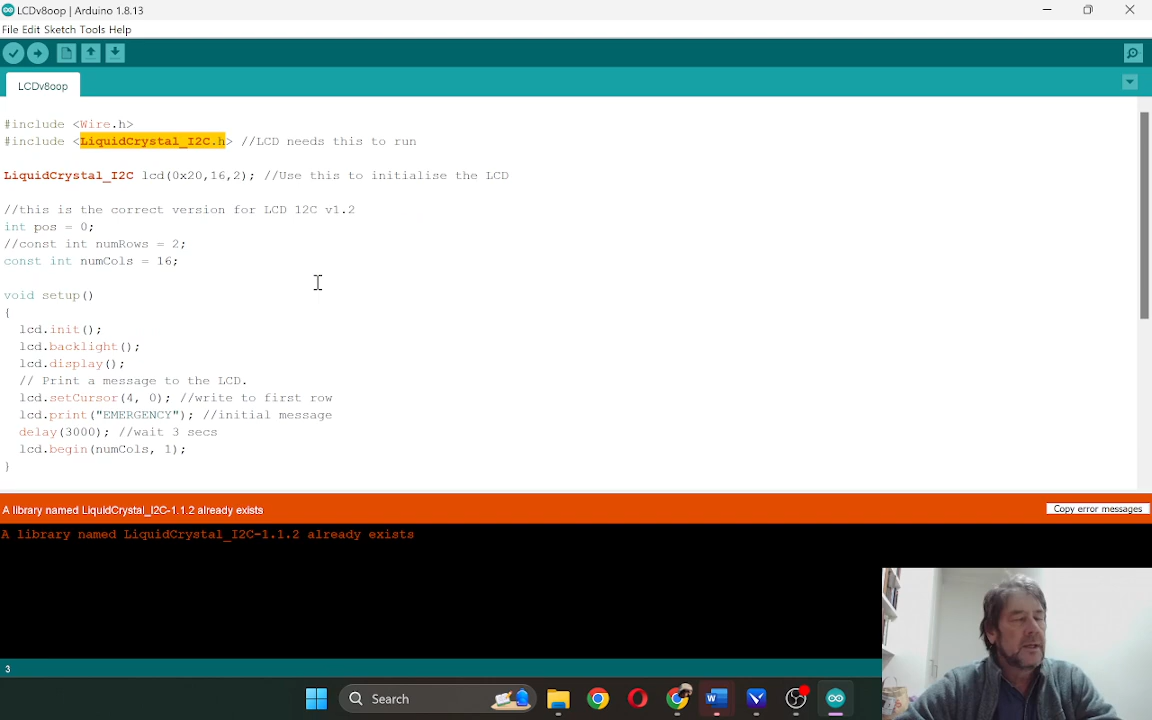 LCDv8oop | Arduino 1.8.13
File Edit Sketch Tools Help
LCDv8oop
#include <Wire.h>
#include <LiquidCrystal_I2C.h> //LCD needs this to run
LiquidCrystal_I2C lcd(0x20,16,2); //Use this to initialise the LCD
//this is the correct version for LCD 12C v1.2
int pos = 0;
//const int numRows = 2;
const int numCols = 16;
void setup()
{
lcd.init();
lcd.backlight();
lcd.display();
// Print a message to the LCD.
lcd.setCursor(4, 0); //write to first row
lcd.print("EMERGENCY"); //initial message
delay(3000); //wait 3 secs
lcd.begin(numCols, 1);
}
A library named LiquidCrystal_I2C-1.1.2 already exists
Copy error messages
A library named LiquidCrystal_I2C-1.1.2 already exists
3
Search